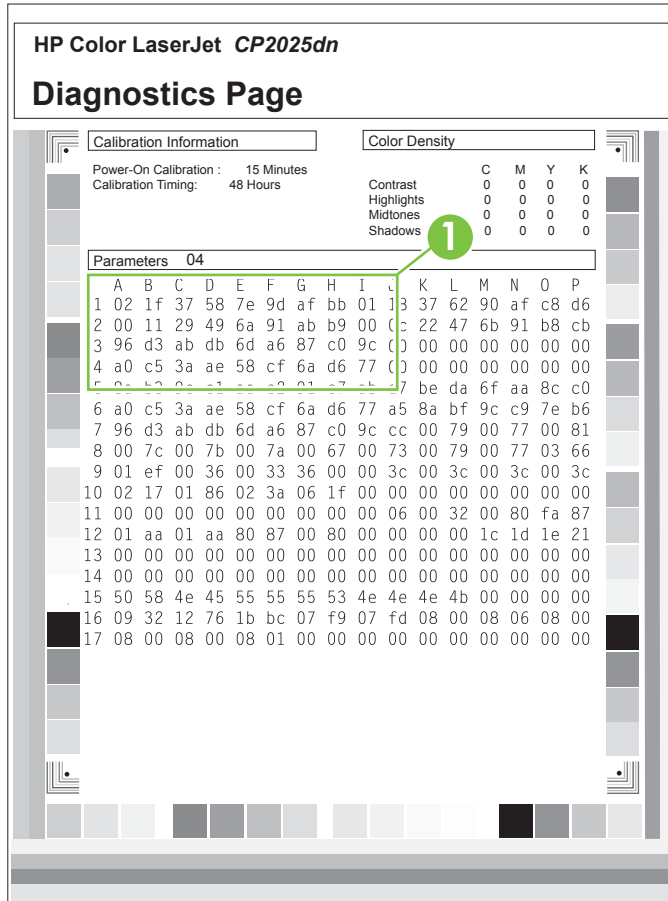 HP Color LaserJet CP2025dn
Diagnostics Page
Calibration Information
Color Density
Power-On Calibration : 15 Minutes
Calibration Timing: 48 Hours
C M Y K
Contrast 0 0 0 0
Highlights 0 0 0 0
Midtones 0 0 0 0
Shadows 0 0 0 0
1
Parameters 04
A B C D E F G H I J K L M N O P
1 02 1f 37 58 7e 9d af bb 01 37 62 90 af c8 d6
2 00 11 29 49 6a 91 ab b9 00 0c 22 47 6b 91 b8 cb
3 96 d3 ab db 6d a6 87 c0 9c 00 00 00 00 00 00 00
4 a0 c5 3a ae 58 cf 6a d6 77 00 00 00 00 00 00 00
be da 6f aa 8c c0
6 a0 c5 3a ae 58 cf 6a d6 77 a5 8a bf 9c c9 7e b6
7 96 d3 ab db 6d a6 87 c0 9c cc 00 79 00 77 00 81
8 00 7c 00 7b 00 7a 00 67 00 73 00 79 00 77 03 66
9 01 ef 00 36 00 33 36 00 00 3c 00 3c 00 3c 00 3c
10 02 17 01 86 02 3a 06 1f 00 00 00 00 00 00 00 00
11 00 00 00 00 00 00 00 00 00 06 00 32 00 80 fa 87
12 01 aa 01 aa 80 87 00 80 00 00 00 00 1c 1d 1e 21
13 00 00 00 00 00 00 00 00 00 00 00 00 00 00 00 00
14 00 00 00 00 00 00 00 00 00 00 00 00 00 00 00 00
15 50 58 4e 45 55 55 55 53 4e 4e 4e 4b 00 00 00 00
16 09 32 12 76 1b bc 07 f9 07 fd 08 00 08 06 08 00
17 08 00 08 00 08 01 00 00 00 00 00 00 00 00 00 00